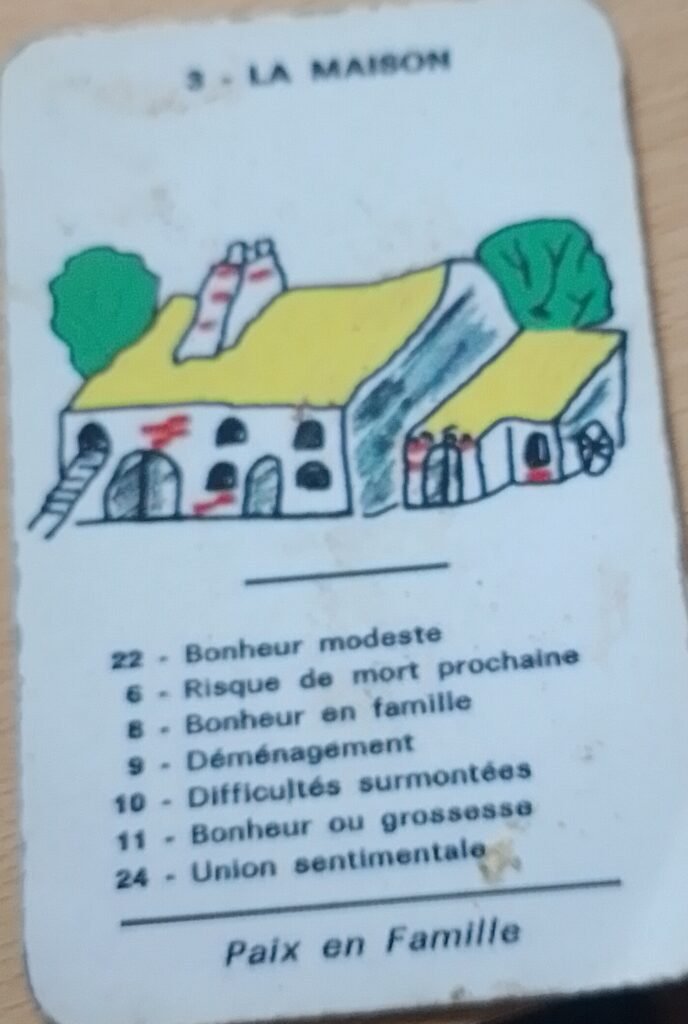 3 - LA MAISON
22 - Bonheur modeste
6 - Risque de mort prochaine
8 - Bonheur en famille
9 - Déménagement
10 - Difficultés surmontées
11 - Bonheur ou grossesse
24 - Union sentimentale
Paix en Famille